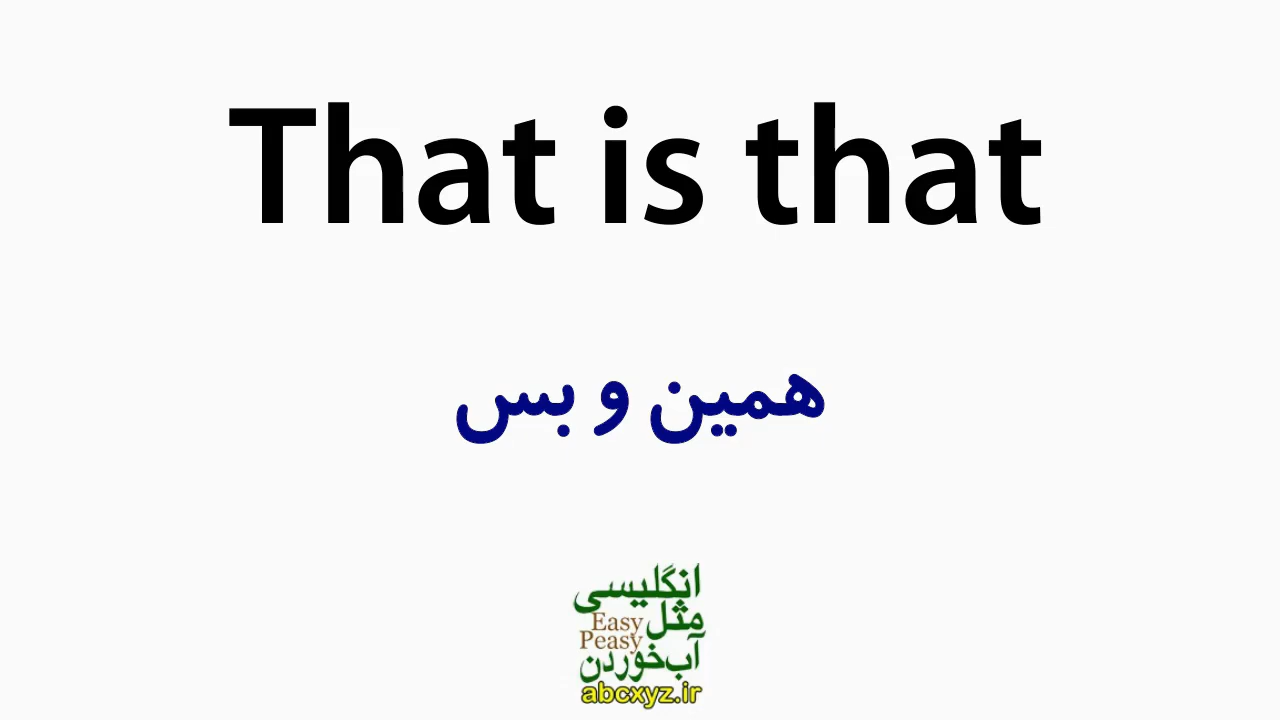 That is that
همین و بس
انگلیسی
مثل Easy
Peasy
آب‌خوردن
abcxyz.ir